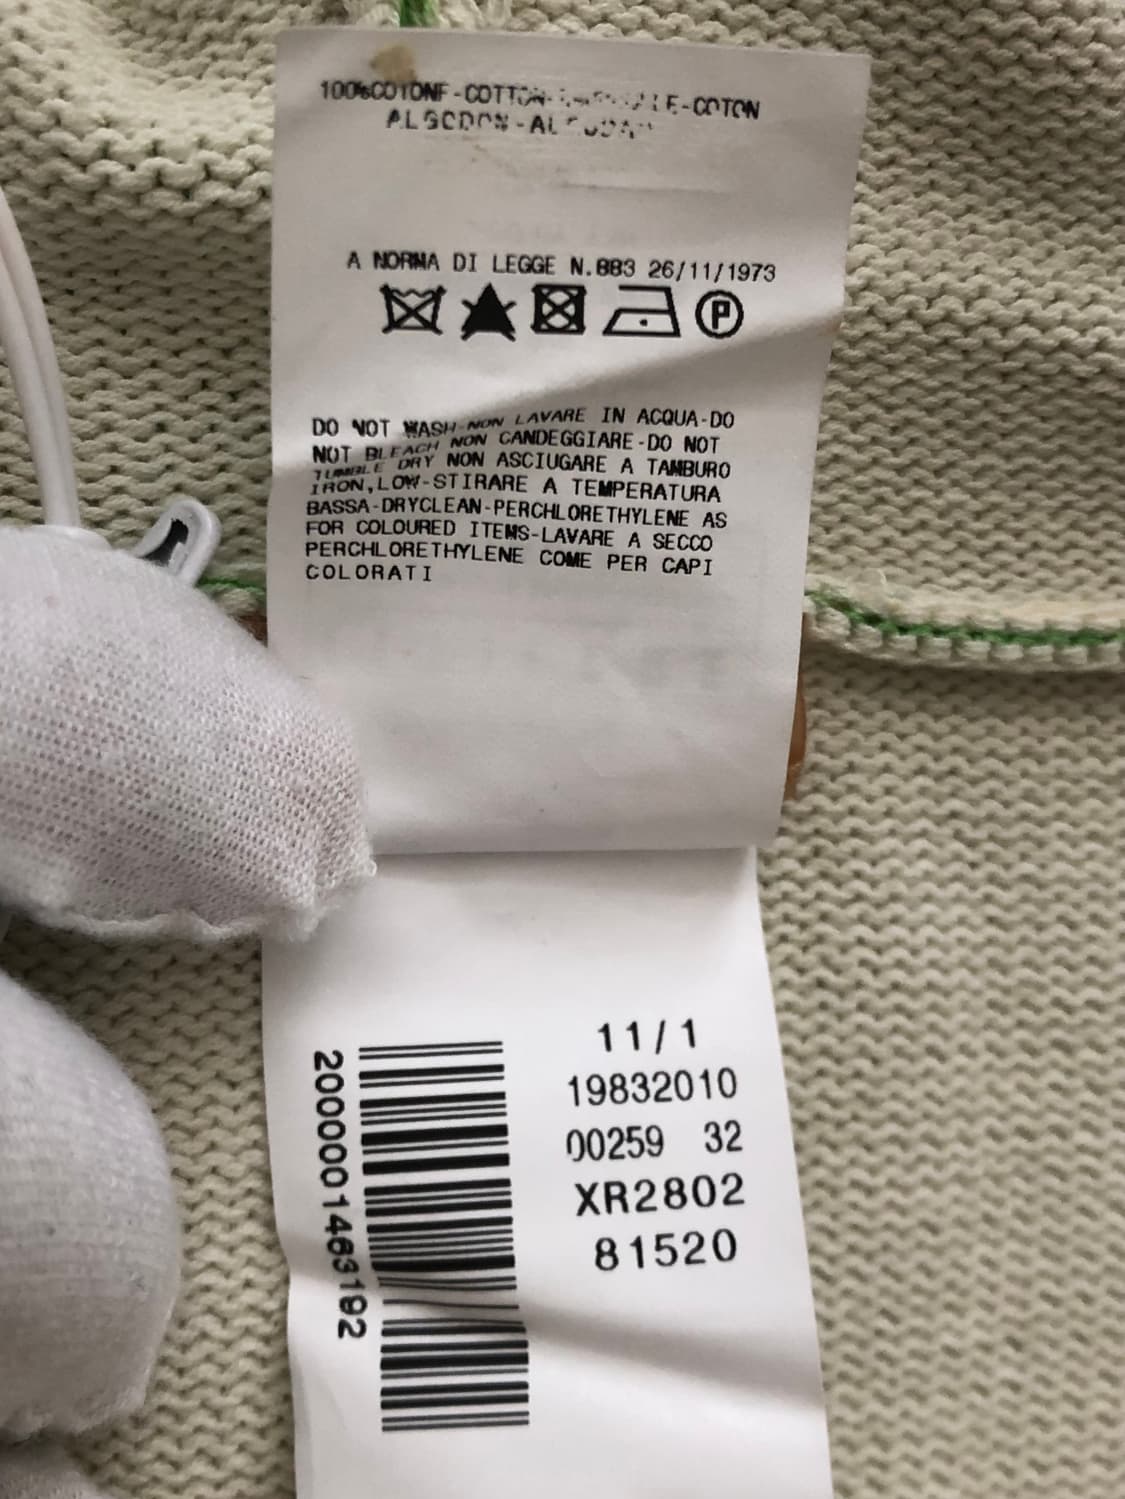 100%COTONE-COTTON- -COTON
ALGODON-
A NORMA DI LEGGE N.883 26/11/1973
P
DO NOT WASH-NON LAVARE IN ACQUA-DO
NOT BLEACH NON CANDEGGIARE-DO NOT
TUMBLE DRY NON ASCIUGARE A TAMBURO
IRON,LOW-STIRARE A TEMPERATURA
BASSA-DRYCLEAN-PERCHLORETHYLENE AS
FOR COLOURED ITEMS-LAVARE A SECCO
PERCHLORETHYLENE COME PER CAPI
COLORATI
2000001463192
11/1
19832010
00259 32
XR2802
81520